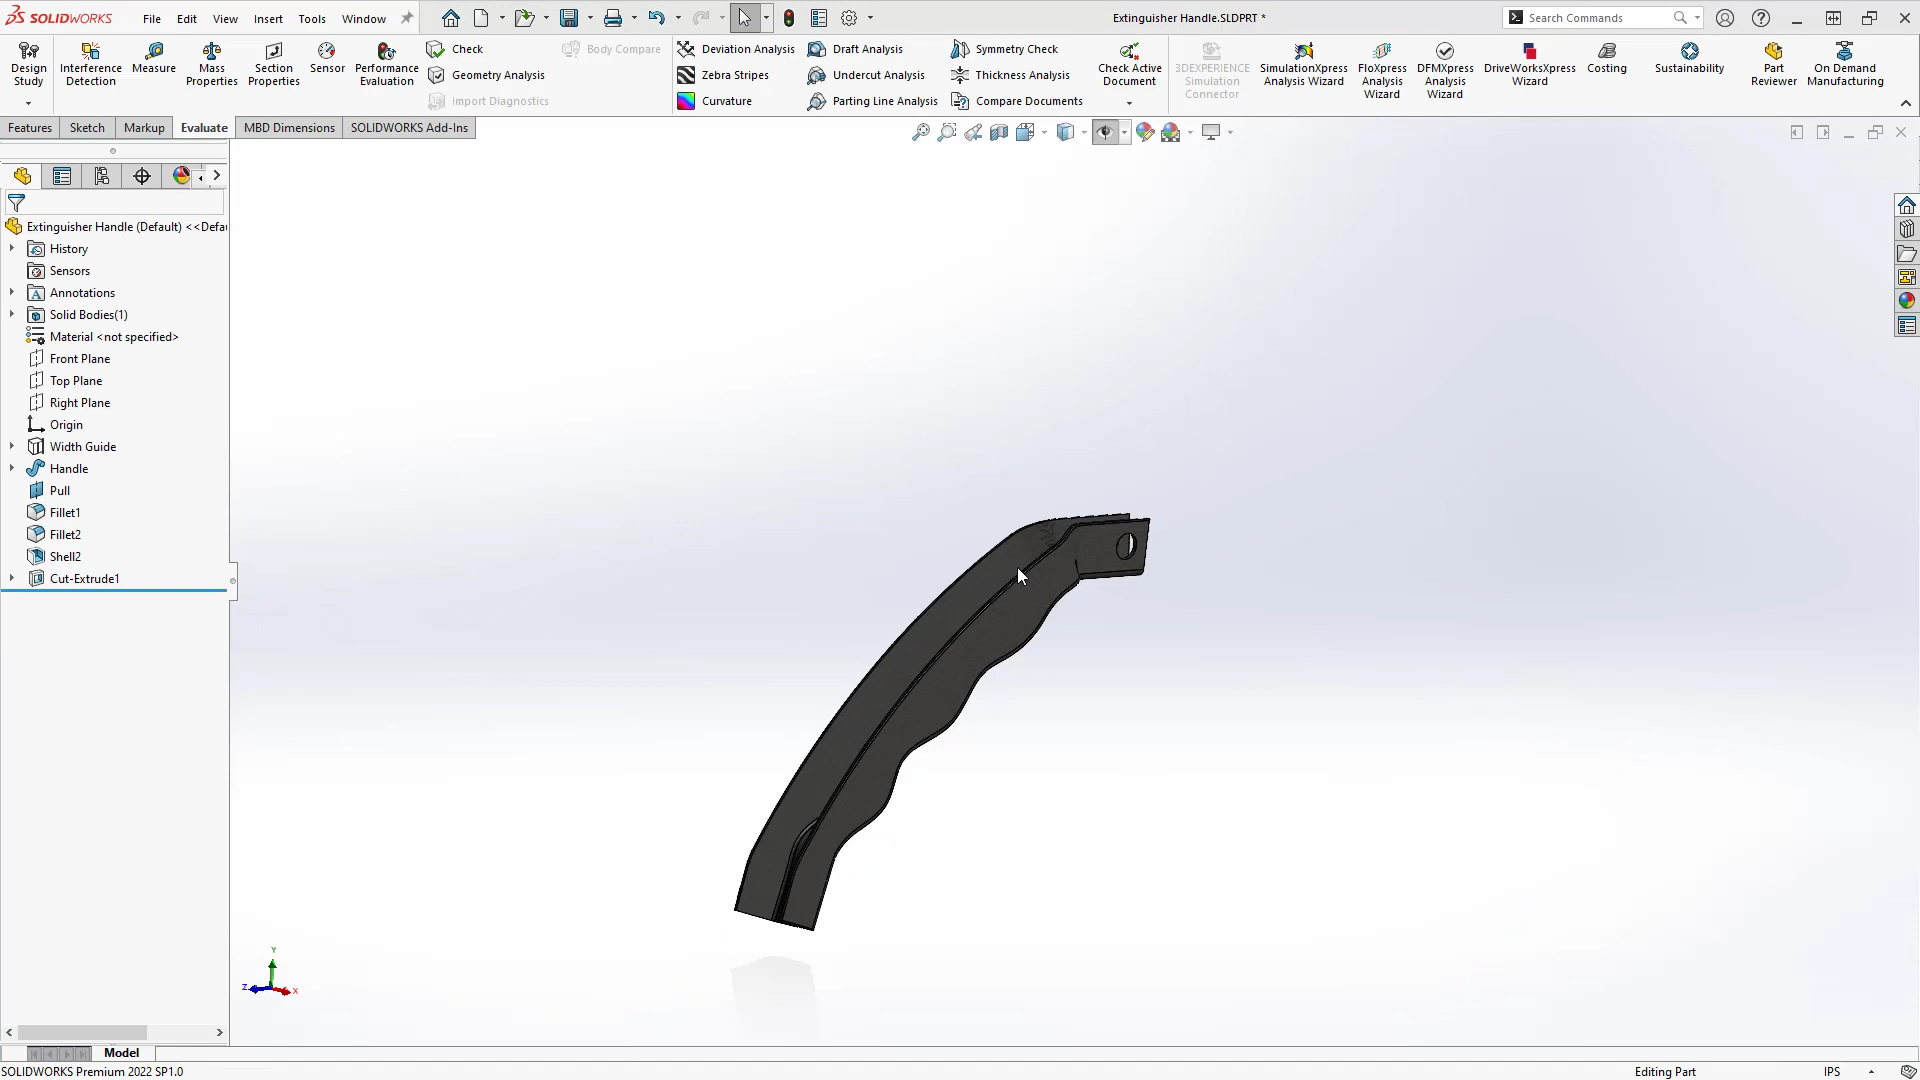 SOLIDWORKS
File Edit View Insert Tools Window
Extinguisher Handle.SLDPRT *
Search Commands
Design Study
Interference Detection
Measure
Mass Properties
Section Properties
Sensor
Performance Evaluation
Check
Geometry Analysis
Import Diagnostics
Body Compare
Deviation Analysis
Zebra Stripes
Curvature
Draft Analysis
Undercut Analysis
Parting Line Analysis
Symmetry Check
Thickness Analysis
Compare Documents
Check Active Document
3DEXPERIENCE Simulation Connector
SimulationXpress Analysis Wizard
FloXpress Analysis Wizard
DFMXpress Analysis Wizard
DriveWorksXpress Wizard
Costing
Sustainability
Part Reviewer
On Demand Manufacturing
Features Sketch Markup Evaluate MBD Dimensions SOLIDWORKS Add-Ins
Extinguisher Handle (Default) <<Defau
History
Sensors
Annotations
Solid Bodies(1)
Material <not specified>
Front Plane
Top Plane
Right Plane
Origin
Width Guide
Handle
Pull
Fillet1
Fillet2
Shell2
Cut-Extrude1
Y
Z X
Model
SOLIDWORKS Premium 2022 SP1.0
Editing Part
IPS